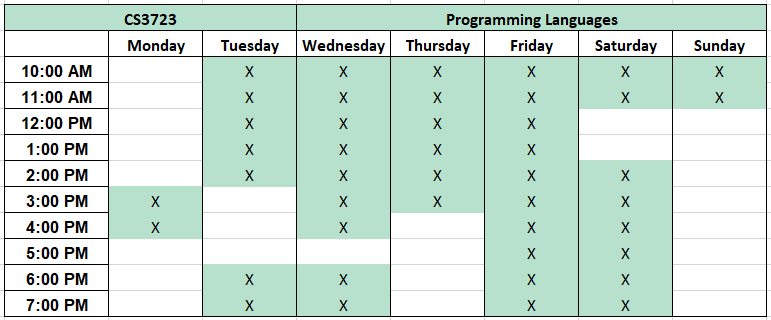 CS3723 Programming Languages
Monday Tuesday Wednesday Thursday Friday Saturday Sunday
10:00 AM X X X X X X
11:00 AM X X X X X X
12:00 PM X X X X
1:00 PM X X X X
2:00 PM X X X X X
3:00 PM X X X X X
4:00 PM X X X X
5:00 PM X X
6:00 PM X X X X
7:00 PM X X X X